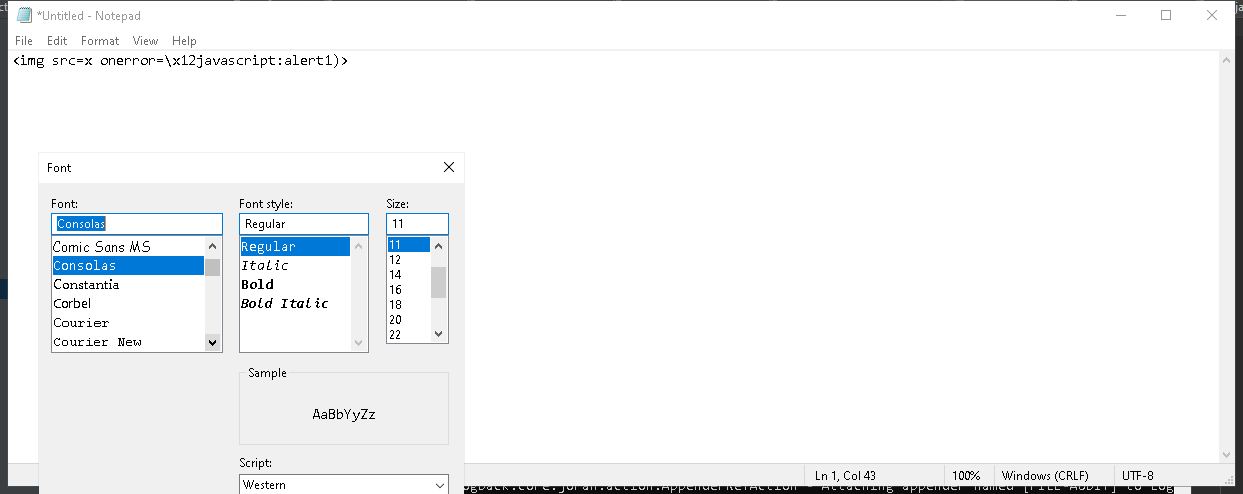 *Untitled - Notepad
File Edit Format View Help
<img src=x onerror=\x12javascript:alert1)>
Font
Font: Font style: Size:
Consolas Regular 11
Comic Sans MS Regular 11
Consolas Italic 12
Constantia Bold 14
Corbel Bold Italic 16
Courier 18
Courier New 20
22
Sample
AaBbYyZz
Script:
Western
Ln 1, Col 43 100% Windows (CRLF) UTF-8